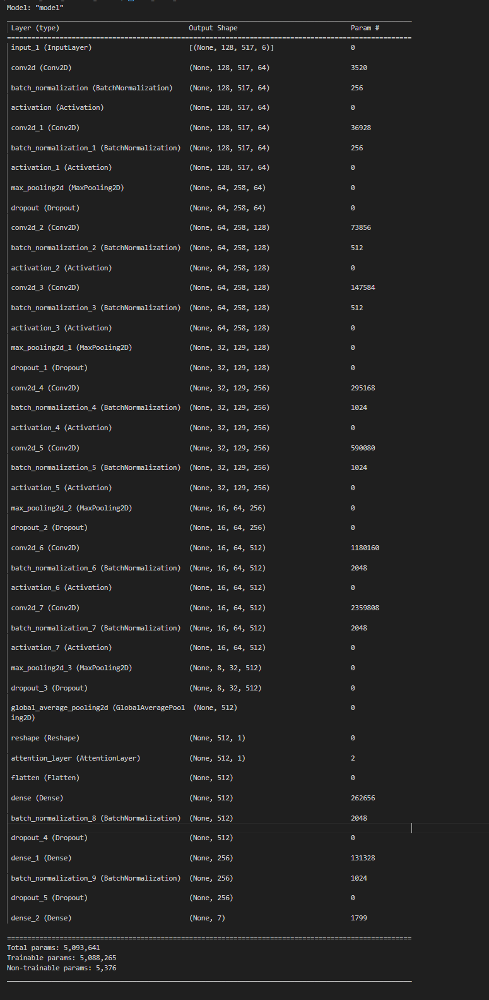 Model: "model"
Layer (type) Output Shape Param #
input_1 (InputLayer) [(None, 128, 517, 6)] 0
conv2d (Conv2D) (None, 128, 517, 64) 3520
batch_normalization (BatchNormalization) (None, 128, 517, 64) 256
activation (Activation) (None, 128, 517, 64) 0
conv2d_1 (Conv2D) (None, 128, 517, 64) 36928
batch_normalization_1 (BatchNormalization) (None, 128, 517, 64) 256
activation_1 (Activation) (None, 128, 517, 64) 0
max_pooling2d (MaxPooling2D) (None, 64, 258, 64) 0
dropout (Dropout) (None, 64, 258, 64) 0
conv2d_2 (Conv2D) (None, 64, 258, 128) 73856
batch_normalization_2 (BatchNormalization) (None, 64, 258, 128) 512
activation_2 (Activation) (None, 64, 258, 128) 0
conv2d_3 (Conv2D) (None, 64, 258, 128) 147584
batch_normalization_3 (BatchNormalization) (None, 64, 258, 128) 512
activation_3 (Activation) (None, 64, 258, 128) 0
max_pooling2d_1 (MaxPooling2D) (None, 32, 129, 128) 0
dropout_1 (Dropout) (None, 32, 129, 128) 0
conv2d_4 (Conv2D) (None, 32, 129, 256) 295168
batch_normalization_4 (BatchNormalization) (None, 32, 129, 256) 1024
activation_4 (Activation) (None, 32, 129, 256) 0
conv2d_5 (Conv2D) (None, 32, 129, 256) 590080
batch_normalization_5 (BatchNormalization) (None, 32, 129, 256) 1024
activation_5 (Activation) (None, 32, 129, 256) 0
max_pooling2d_2 (MaxPooling2D) (None, 16, 64, 256) 0
dropout_2 (Dropout) (None, 16, 64, 256) 0
conv2d_6 (Conv2D) (None, 16, 64, 512) 1180160
batch_normalization_6 (BatchNormalization) (None, 16, 64, 512) 2048
activation_6 (Activation) (None, 16, 64, 512) 0
conv2d_7 (Conv2D) (None, 16, 64, 512) 2359808
batch_normalization_7 (BatchNormalization) (None, 16, 64, 512) 2048
activation_7 (Activation) (None, 16, 64, 512) 0
max_pooling2d_3 (MaxPooling2D) (None, 8, 32, 512) 0
dropout_3 (Dropout) (None, 8, 32, 512) 0
global_average_pooling2d (GlobalAveragePool (None, 512) 0
ing2D)
reshape (Reshape) (None, 512, 1) 0
attention_layer (AttentionLayer) (None, 512, 1) 2
flatten (Flatten) (None, 512) 0
dense (Dense) (None, 512) 262656
batch_normalization_8 (BatchNormalization) (None, 512) 2048
dropout_4 (Dropout) (None, 512) 0
dense_1 (Dense) (None, 256) 131328
batch_normalization_9 (BatchNormalization) (None, 256) 1024
dropout_5 (Dropout) (None, 256) 0
dense_2 (Dense) (None, 7) 1799
Total params: 5,093,641
Trainable params: 5,088,265
Non-trainable params: 5,376